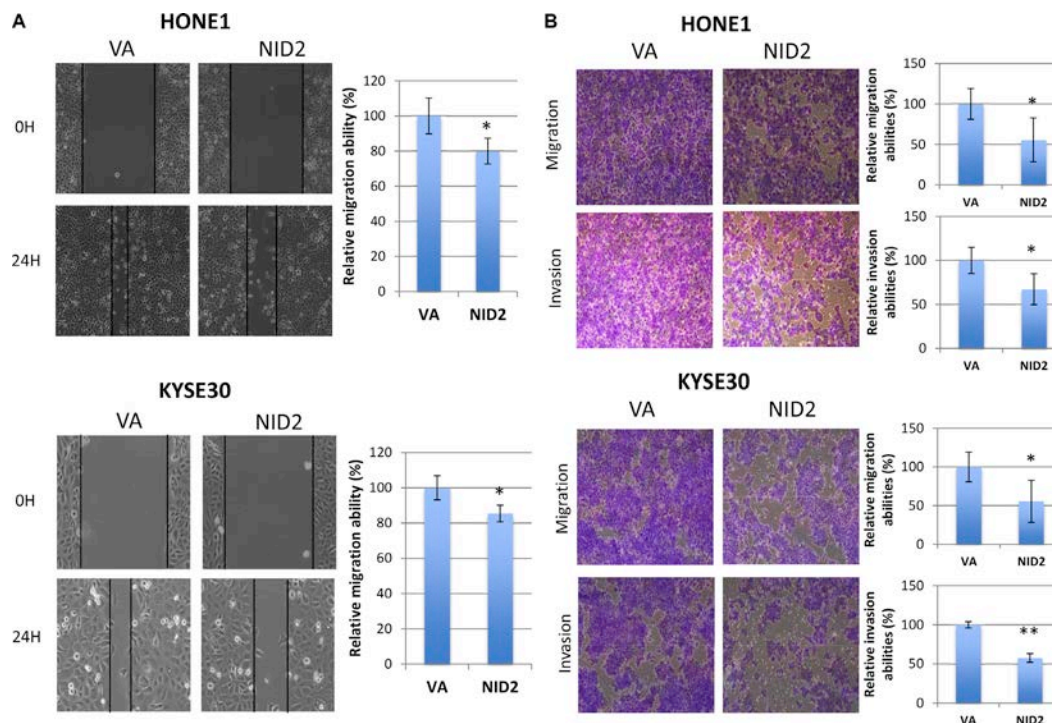 A
HONE1
VA
NID2
0H
24H
Relative migration ability (%)
120
100
80
60
40
20
0
*
VA
NID2
KYSE30
VA
NID2
0H
24H
Relative migration ability (%)
120
100
80
60
40
20
0
*
VA
NID2
B
HONE1
VA
NID2
Migration
Relative migration
abilities (%)
150
100
50
0
*
VA
NID2
Invasion
Relative invasion
abilities (%)
150
100
50
0
*
VA
NID2
KYSE30
VA
NID2
Migration
Relative migration
abilities (%)
150
100
50
0
*
VA
NID2
Invasion
Relative invasion
abilities (%)
150
100
50
0
**
VA
NID2